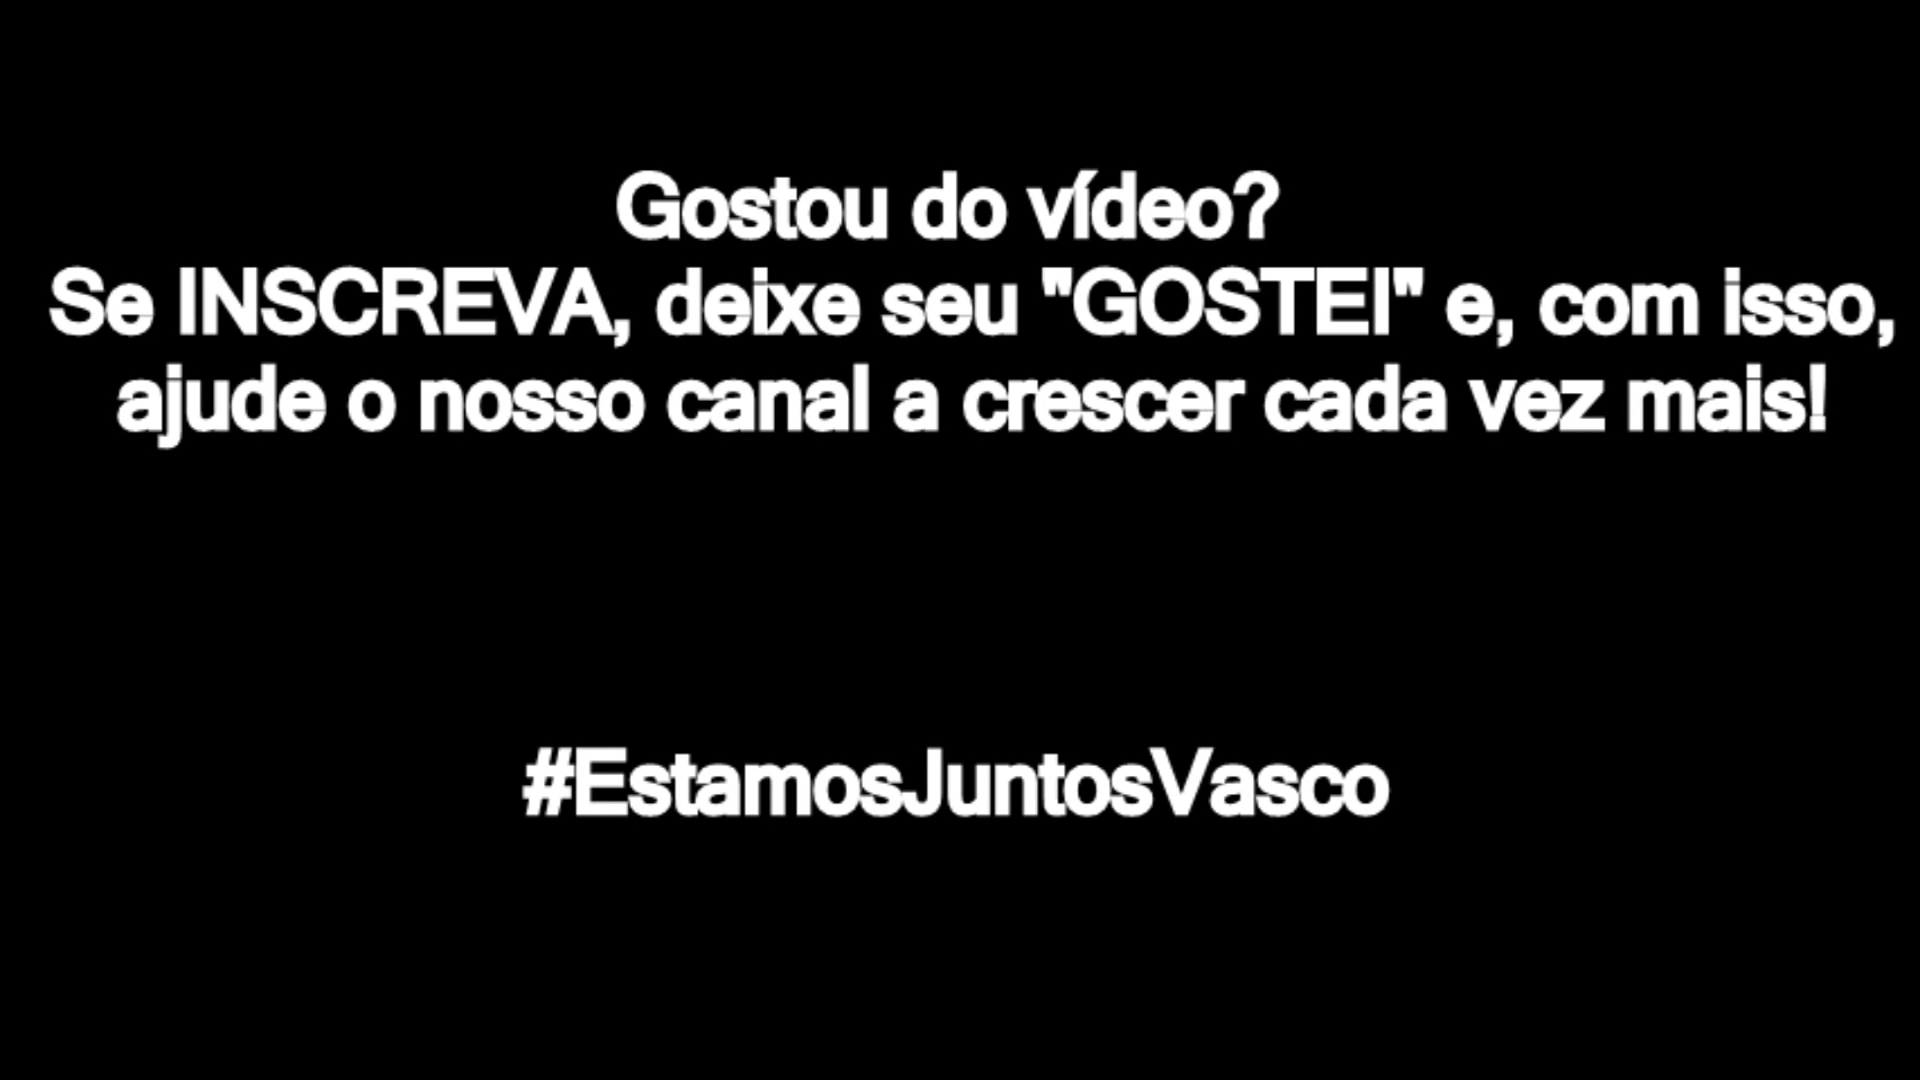 Gostou do vídeo?
Se INSCREVA, deixe seu "GOSTEI" e, com isso,
ajude o nosso canal a crescer cada vez mais!
#EstamosJuntosVasco